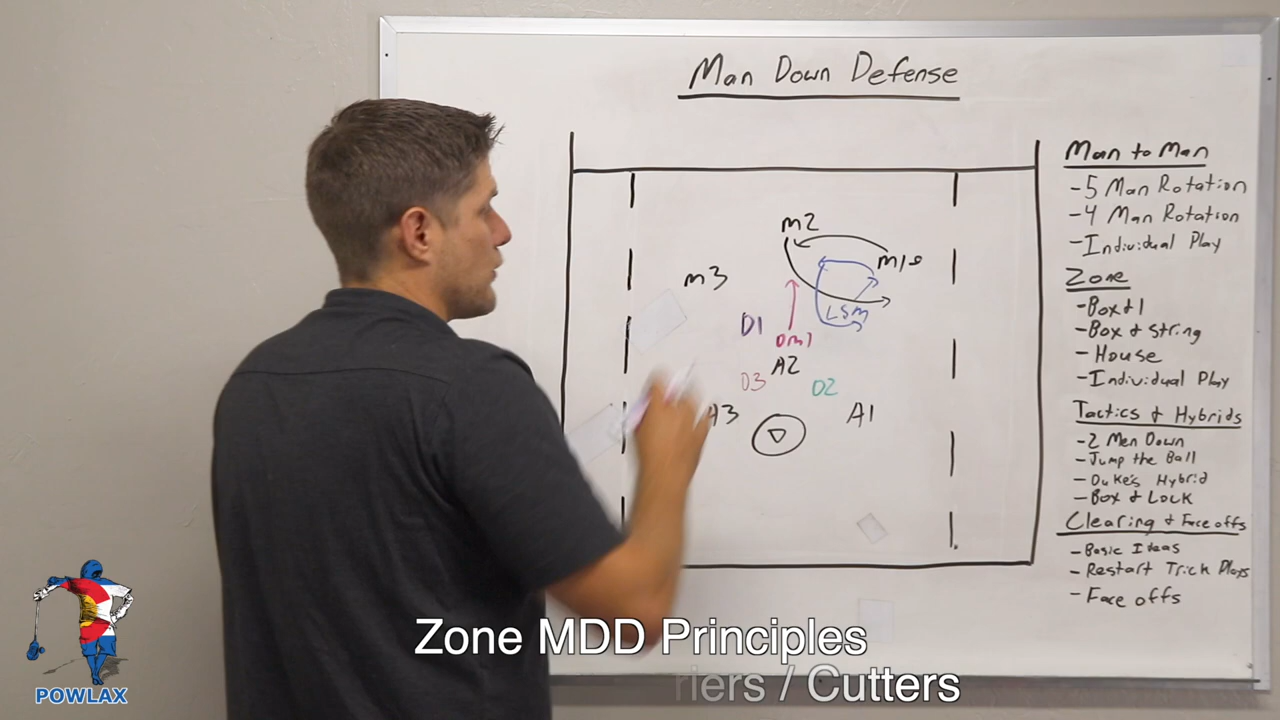 Man Down Defense
Man to Man
-5 Man Rotation
-4 Man Rotation
-Individual Play
Zone
-Box & 1
-Box & String
-House
-Individual Play
Tactics & Hybrids
-2 Men Down
-Jump the Ball
-Duke's Hybrid
-Box & Lock
Clearing & Face offs
-Basic Ideas
-Restart Trick Plays
-Face offs
M2
M1
M3
LSM
D1
DM1
A2
D3
D2
A3
A1
Zone MDD Principles
riers / Cutters
POWLAX